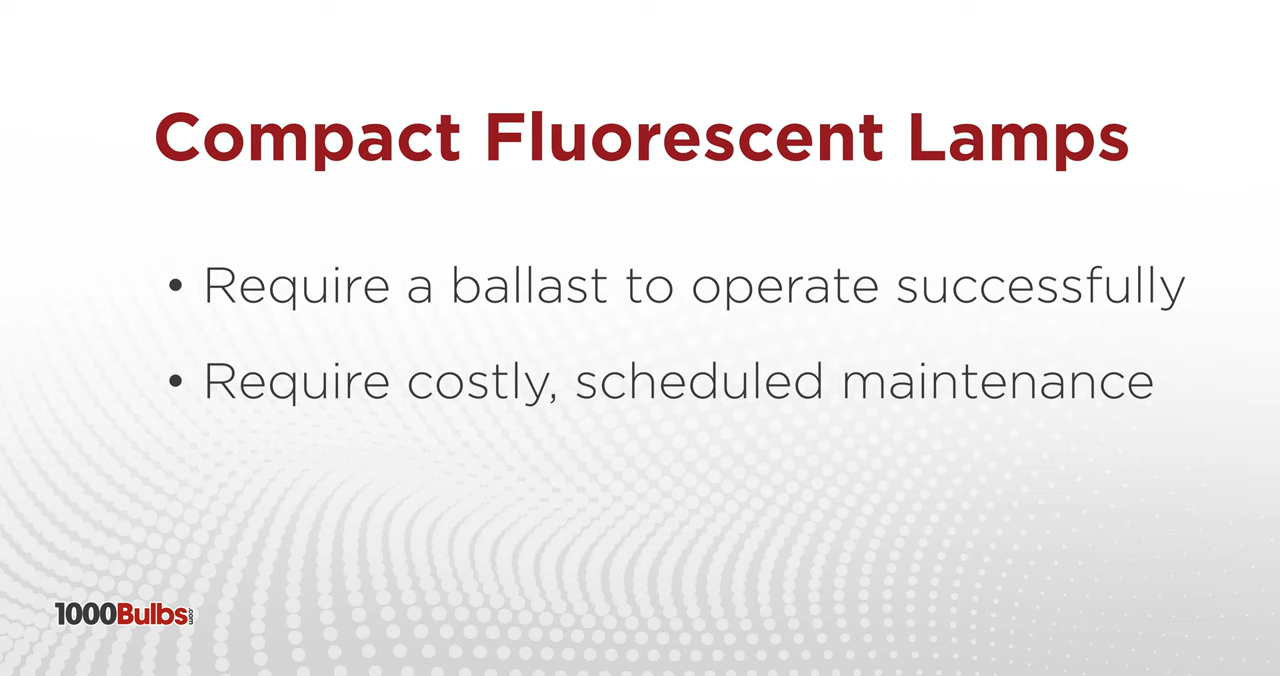 Compact Fluorescent Lamps
• Require a ballast to operate successfully
• Require costly, scheduled maintenance
1000Bulbs.com